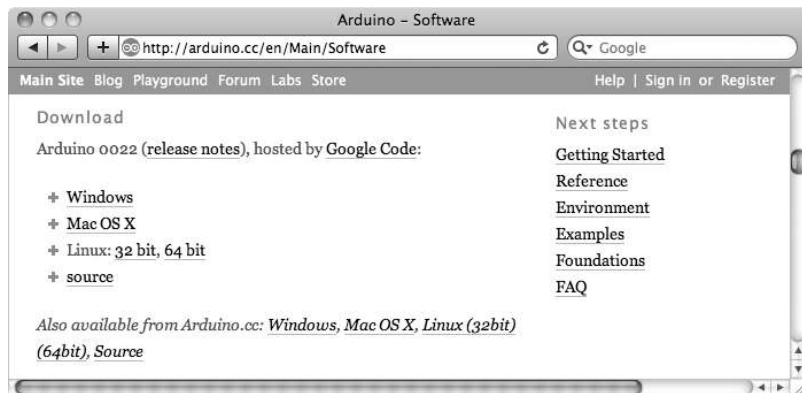 Arduino – Software
http://arduino.cc/en/Main/Software
Google
Main Site Blog Playground Forum Labs Store
Help | Sign in or Register
Download
Arduino 0022 (release notes), hosted by Google Code:
Windows
Mac OS X
Linux: 32 bit, 64 bit
source
Also available from Arduino.cc: Windows, Mac OS X, Linux (32bit)
(64bit), Source
Next steps
Getting Started
Reference
Environment
Examples
Foundations
FAQ